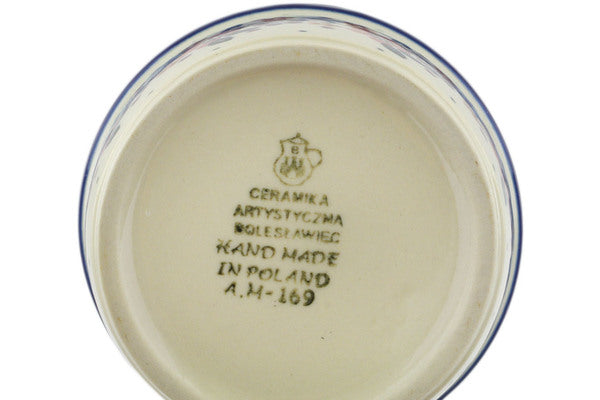 B
CERAMIKA
ARTYSTYCZNA
BOLESŁAWIEC
HAND MADE
IN POLAND
A.M-169